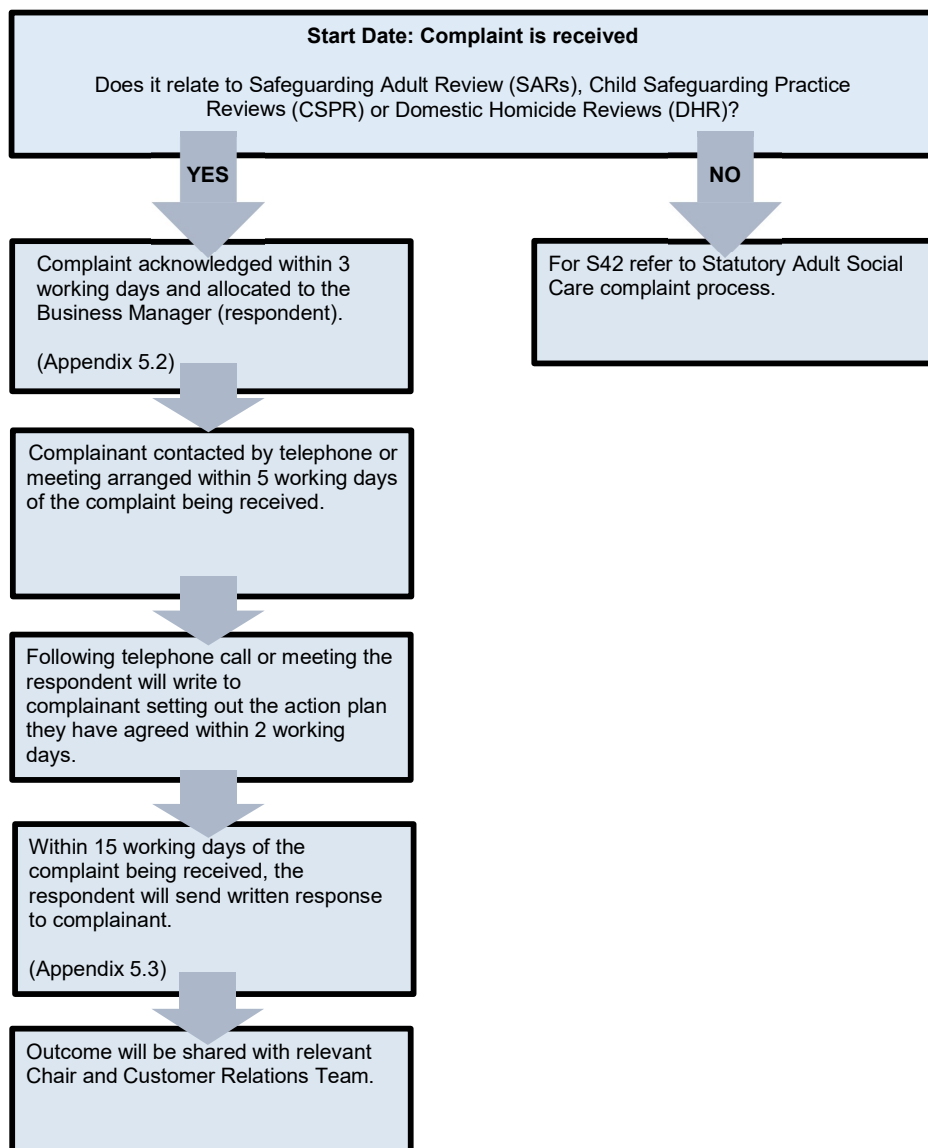 Start Date: Complaint is received
Does it relate to Safeguarding Adult Review (SARs), Child Safeguarding Practice
Reviews (CSPR) or Domestic Homicide Reviews (DHR)?
YES
NO
Complaint acknowledged within 3
working days and allocated to the
Business Manager (respondent).
(Appendix 5.2)
For S42 refer to Statutory Adult Social
Care complaint process.
Complainant contacted by telephone or
meeting arranged within 5 working days
of the complaint being received.
Following telephone call or meeting the
respondent will write to
complainant setting out the action plan
they have agreed within 2 working
days.
Within 15 working days of the
complaint being received, the
respondent will send written response
to complainant.
(Appendix 5.3)
Outcome will be shared with relevant
Chair and Customer Relations Team.